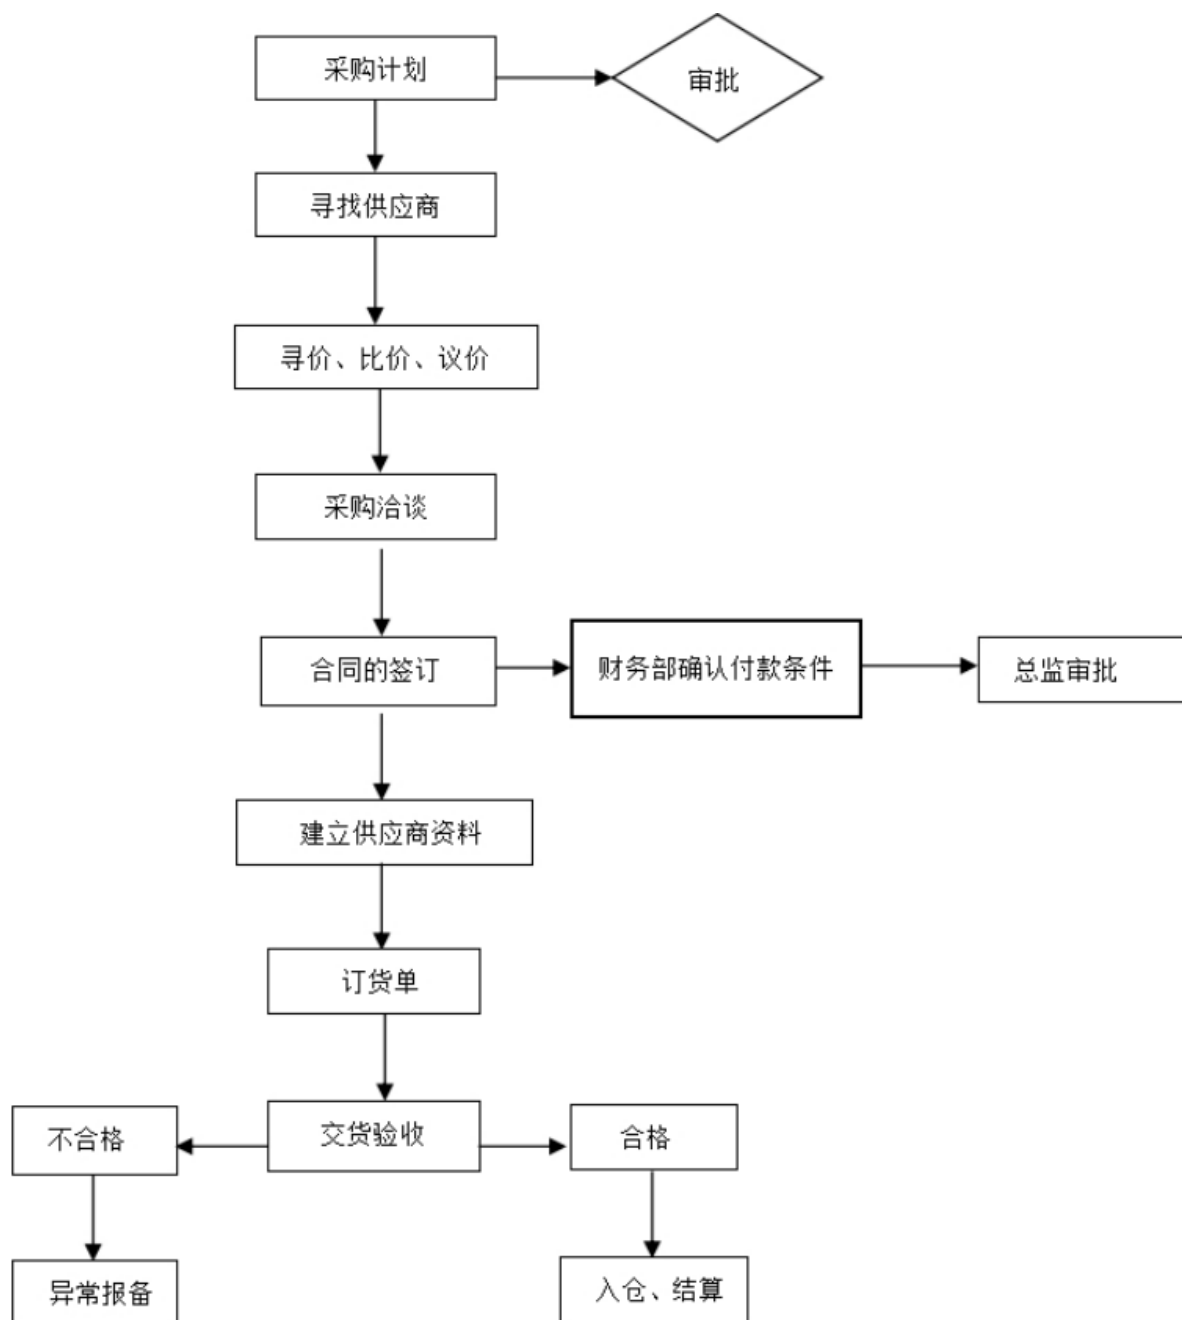 采购计划
审批
寻找供应商
寻价、比价、议价
采购洽谈
合同的签订
财务部确认付款条件
总监审批
建立供应商资料
订货单
不合格
交货验收
合格
异常报备
入仓、结算